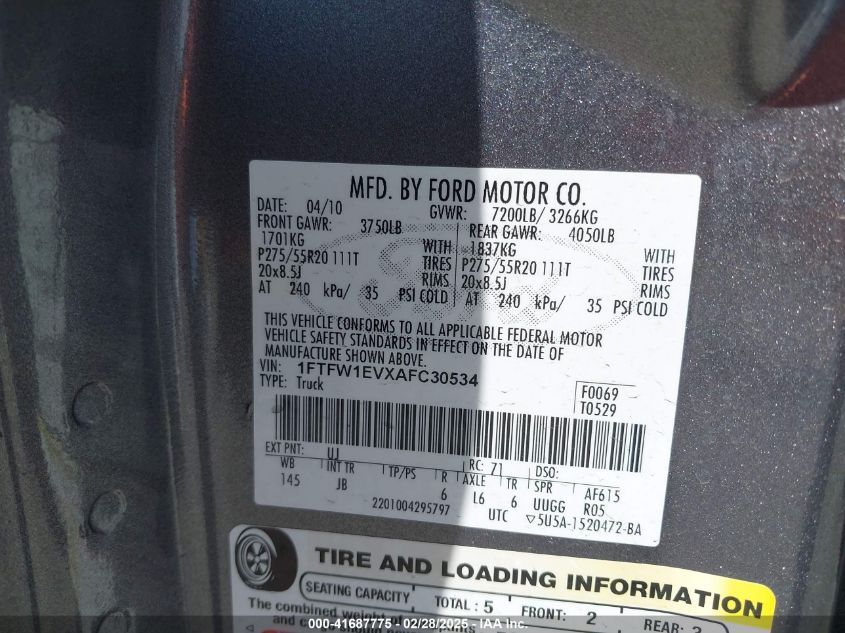 MFD. BY FORD MOTOR CO.
DATE: 04/10 GVWR: 7200LB/ 3266KG
FRONT GAWR: 3750LB REAR GAWR: 4050LB
1701KG WITH 1837KG WITH
P275/55R20 111T TIRES P275/55R20 111T TIRES
20x8.5J RIMS 20x8.5J RIMS
AT 240 kPa/ 35 PSI COLD AT 240 kPa/ 35 PSI COLD
THIS VEHICLE CONFORMS TO ALL APPLICABLE FEDERAL MOTOR
VEHICLE SAFETY STANDARDS IN EFFECT ON THE DATE OF
MANUFACTURE SHOWN ABOVE.
VIN: 1FTFW1EVXAFC30534
TYPE: Truck
F0069
T0529
EXT PNT: UJ RC: 71 DSO:
WB INT TR TP/PS R AXLE TR SPR AF615
145 JB 6 L6 6 UUGG R05
2201004295797 UTC ▽5U5A-1520472-BA
TIRE AND LOADING INFORMATION
SEATING CAPACITY TOTAL : 5 FRONT: 2 REAR:
The combined weight
000-41687775 - 02/28/2025 - IAAI, Inc.